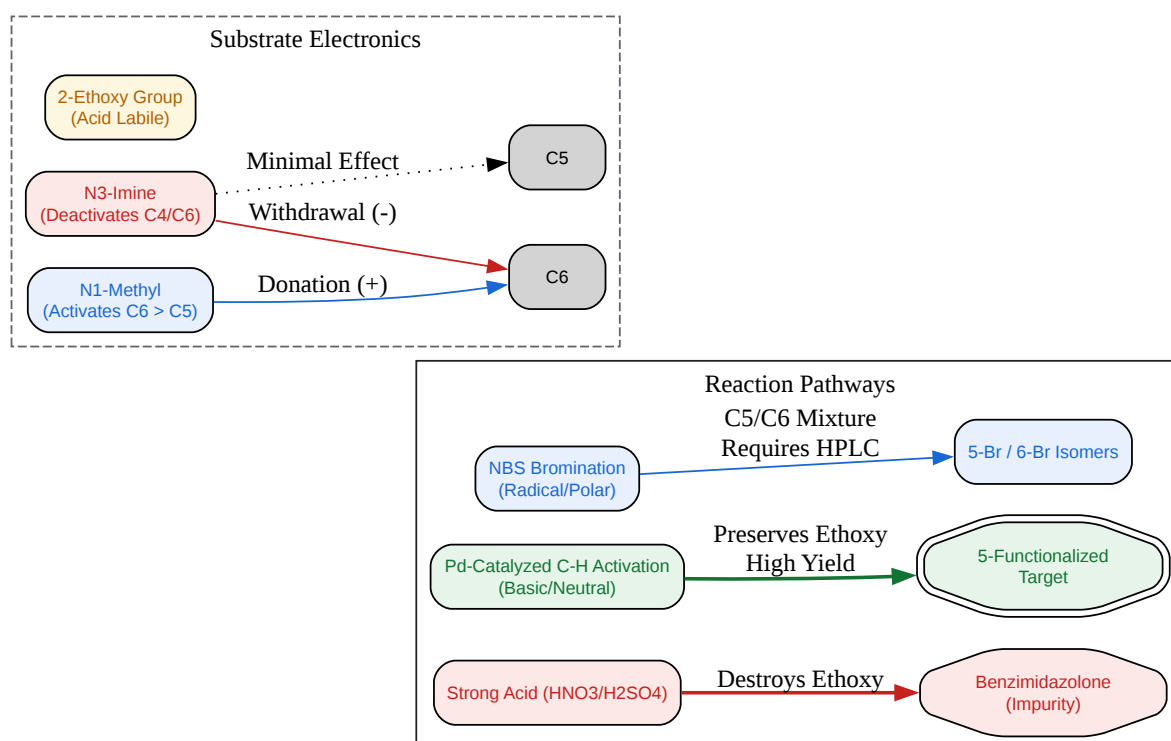 Substrate Electronics
2-Ethoxy Group
(Acid Labile)
N3-Imine
(Deactivates C4/C6)
N1-Methyl
(Activates C6 > C5)
Minimal Effect
Withdrawal (-)
Donation (+)
C5
C6
Reaction Pathways
C5/C6 Mixture
Requires HPLC
NBS Bromination
(Radical/Polar)
5-Br / 6-Br Isomers
Preserves Ethoxy
High Yield
Pd-Catalyzed C-H Activation
(Basic/Neutral)
5-Functionalized
Target
Destroys Ethoxy
Strong Acid (HNO3/H2SO4)
Benzimidazolone
(Impurity)